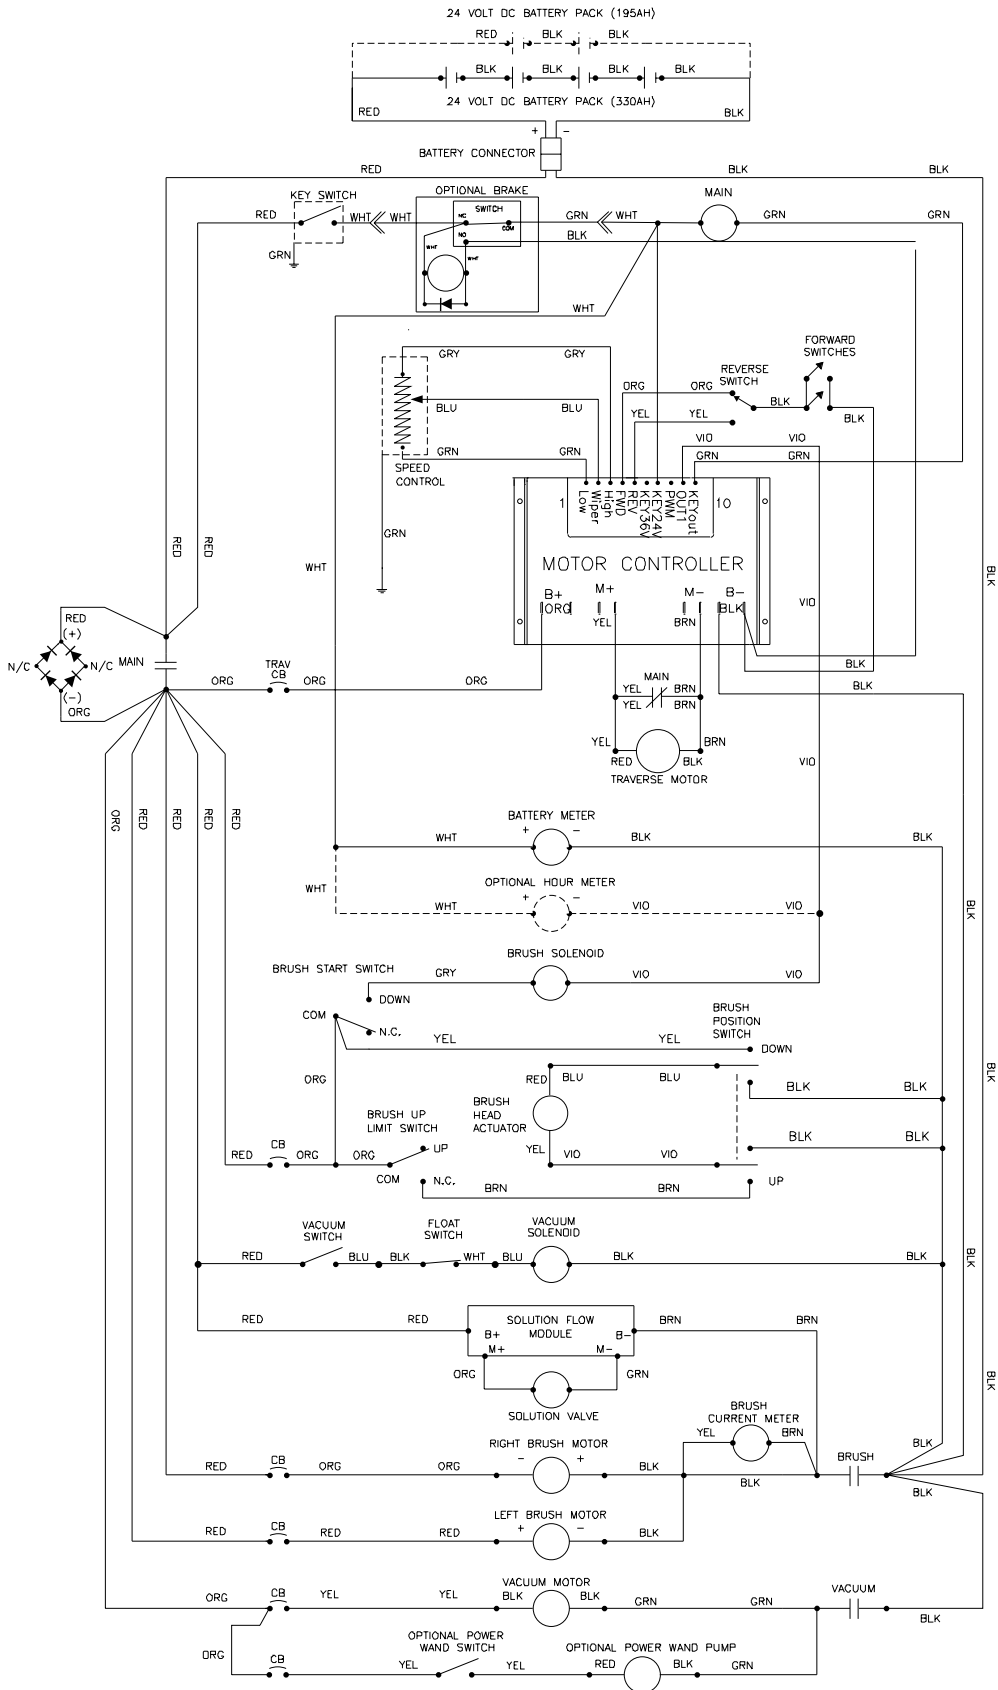 24 VOLT DC BATTERY PACK (195AH)
RED BLK BLK
BLK BLK BLK BLK
24 VOLT DC BATTERY PACK (330AH)
RED BLK
+ −
BATTERY CONNECTOR
RED BLK BLK
KEY SWITCH OPTIONAL BRAKE MAIN
SWITCH
RED WHT WHT NC COM GRN WHT GRN GRN
NO BLK
GRN WHT WHT
WHT
FORWARD
SWITCHES
GRY GRY
REVERSE
SWITCH
ORG ORG
BLU BLU YEL YEL BLK BLK
VIO VIO
GRN GRN GRN GRN
SPEED
CONTROL
1 Low Wiper High FWD REV KEY36V KEY24V PWM OUT1 KEYout 10
GRN
RED RED WHT MOTOR CONTROLLER BLK
B+ M+ M- B-
ORG BLK
YEL BRN
VIO
RED
(+)
N/C N/C MAIN
(-)
ORG
TRAV
CB
ORG ORG ORG
BLK
BLK
MAIN
YEL BRN
YEL BRN
YEL BRN
RED BLK
TRAVERSE MOTOR
VIO
ORG RED RED RED RED
BATTERY METER
+ −
WHT BLK
OPTIONAL HOUR METER
+ −
WHT WHT VIO VIO
BLK
BRUSH SOLENOID
BRUSH START SWITCH GRY VIO VIO
DOWN
COM N.C.
BRUSH
POSITION
SWITCH
YEL YEL DOWN
ORG RED BLU BLU BLK BLK BLK
BRUSH
HEAD
ACTUATOR
BRUSH UP
LIMIT SWITCH
CB UP YEL VIO VIO BLK BLK
RED ORG ORG
COM N.C. BRN BRN UP
VACUUM
SWITCH
FLOAT
SWITCH
VACUUM
SOLENOID
RED BLU BLK WHT BLU BLK BLK
BLK
RED RED SOLUTION FLOW
MODULE
BRN BRN
B+ B-
M+ M-
ORG GRN
SOLUTION VALVE
BLK
BRUSH
CURRENT METER
YEL BRN
RIGHT BRUSH MOTOR
− +
BLK
RED CB ORG ORG BLK BLK BRUSH
BLK
LEFT BRUSH MOTOR
+ −
RED CB RED RED BLK
VACUUM MOTOR
ORG CB YEL YEL BLK BLK GRN GRN VACUUM
BLK
OPTIONAL POWER
WAND SWITCH
OPTIONAL POWER WAND PUMP
ORG CB YEL YEL RED BLK GRN